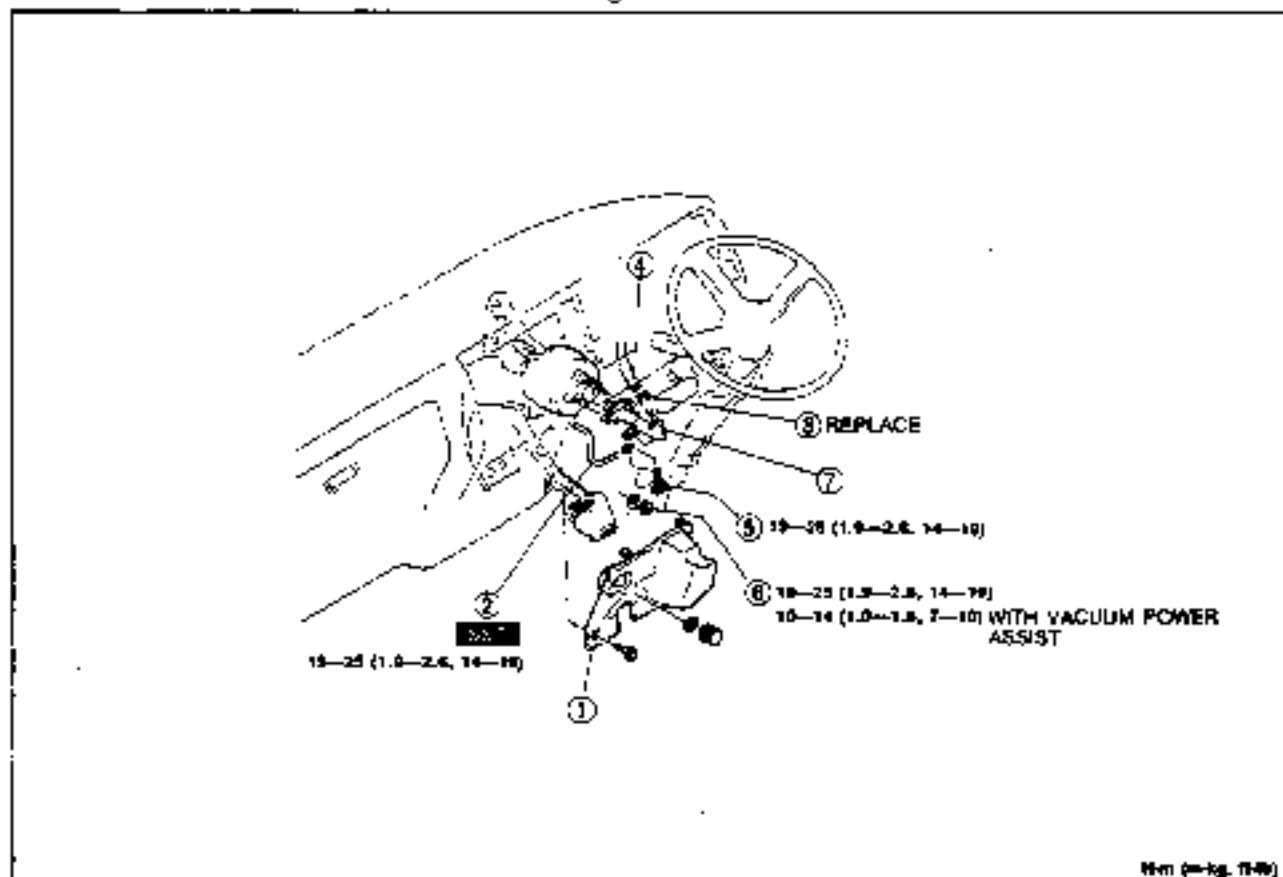 ④
③ REPLACE
⑦
⑤ 19—25 (1.9—2.6, 14—19)
⑥ 19—25 (1.9—2.6, 14—19)
10—14 (1.0— 7—10) WITH VACUUM POWER
ASSIST
②
19—25 (1.9—2.6, 14—19)
①
N·m (m-kg, ft-lb)